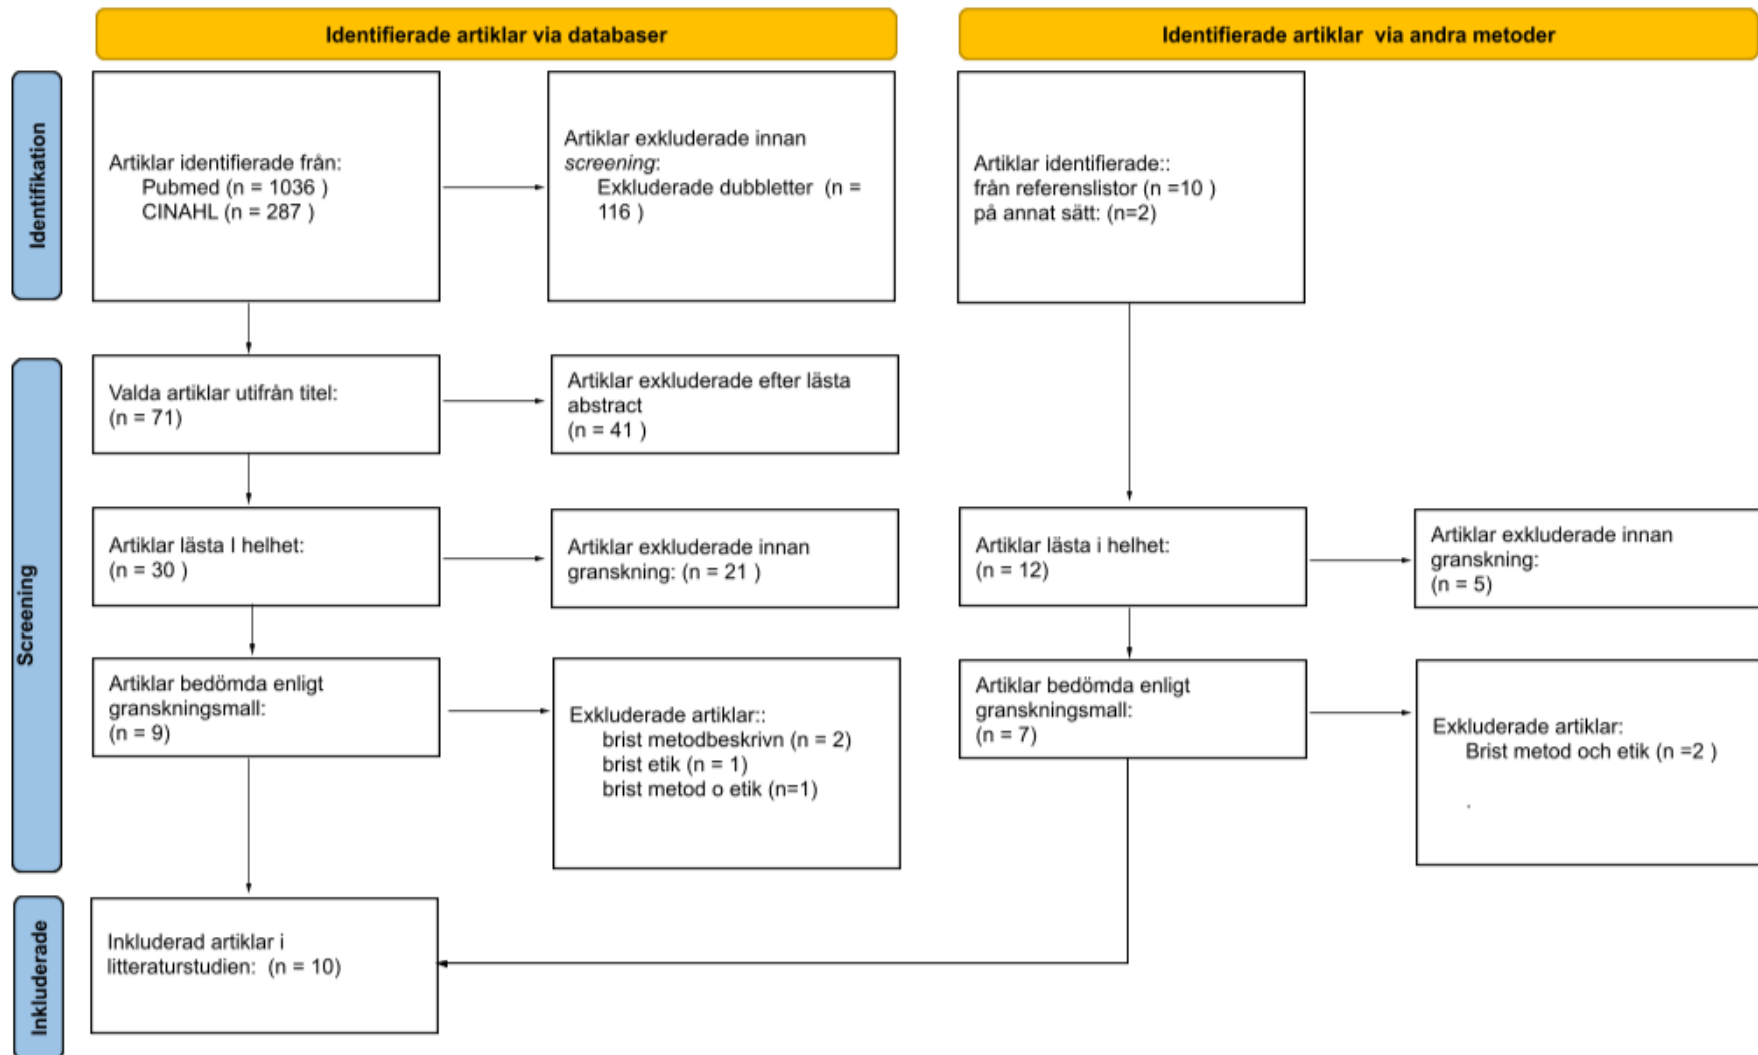 Identifierade artiklar via databaser
Identifierade artiklar via andra metoder
Identifikation
Artiklar identifierade från:
Pubmed (n = 1036 )
CINAHL (n = 287 )
Artiklar exkluderade innan
screening:
Exkluderade dubbletter (n =
116 )
Artiklar identifierade::
från referenslistor (n =10 )
på annat sätt: (n=2)
Screening
Valda artiklar utifrån titel:
(n = 71)
Artiklar exkluderade efter lästa
abstract
(n = 41 )
Artiklar lästa I helhet:
(n = 30 )
Artiklar exkluderade innan
granskning: (n = 21 )
Artiklar lästa i helhet:
(n = 12)
Artiklar exkluderade innan
granskning:
(n = 5)
Artiklar bedömda enligt
granskningsmall:
(n = 9)
Exkluderade artiklar::
brist metodbeskrivn (n = 2)
brist etik (n = 1)
brist metod o etik (n=1)
Artiklar bedömda enligt
granskningsmall:
(n = 7)
Exkluderade artiklar:
Brist metod och etik (n =2 )
.
Inkluderade
Inkluderad artiklar i
litteraturstudien: (n = 10)